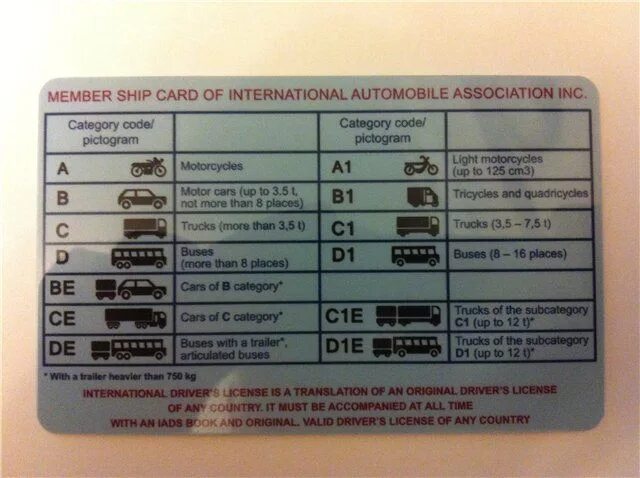 MEMBER SHIP CARD OF INTERNATIONAL AUTOMOBILE ASSOCIATION INC.
Category code/
pictogram
Category code/
pictogram
A
Motorcycles
A1
Light motorcycles
(up to 125 cm3)
B
Motor cars (up to 3.5 t,
not more than 8 places)
B1
Tricycles and quadricycles
C
Trucks (more than 3,5 t)
C1
Trucks (3,5 – 7,5 t)
D
Buses
(more than 8 places)
D1
Buses (8 – 16 places)
BE
Cars of B category*
CE
Cars of C category*
C1E
Trucks of the subcategory
C1 (up to 12 t)*
DE
Buses with a trailer*,
articulated buses
D1E
Trucks of the subcategory
D1 (up to 12 t)*
* With a trailer heavier than 750 kg
INTERNATIONAL DRIVER'S LICENSE IS A TRANSLATION OF AN ORIGINAL DRIVER'S LICENSE
OF ANY COUNTRY. IT MUST BE ACCOMPANIED AT ALL TIME
WITH AN IADS BOOK AND ORIGINAL. VALID DRIVER'S LICENSE OF ANY COUNTRY